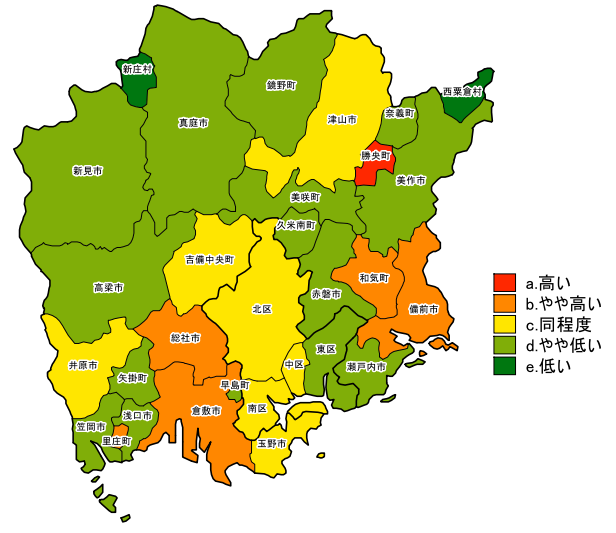 新庄村
西粟倉村
鏡野町
奈義町
津山市
真庭市
勝央町
新見市
美作市
美咲町
久米南町
吉備中央町
和気町
高梁市
赤磐市
北区
備前市
総社市
東区
井原市
中区
瀬戸内市
矢掛町
早島町
倉敷市
南区
浅口市
笠岡市
里庄町
玉野市
a.高い
b.やや高い
c.同程度
d.やや低い
e.低い